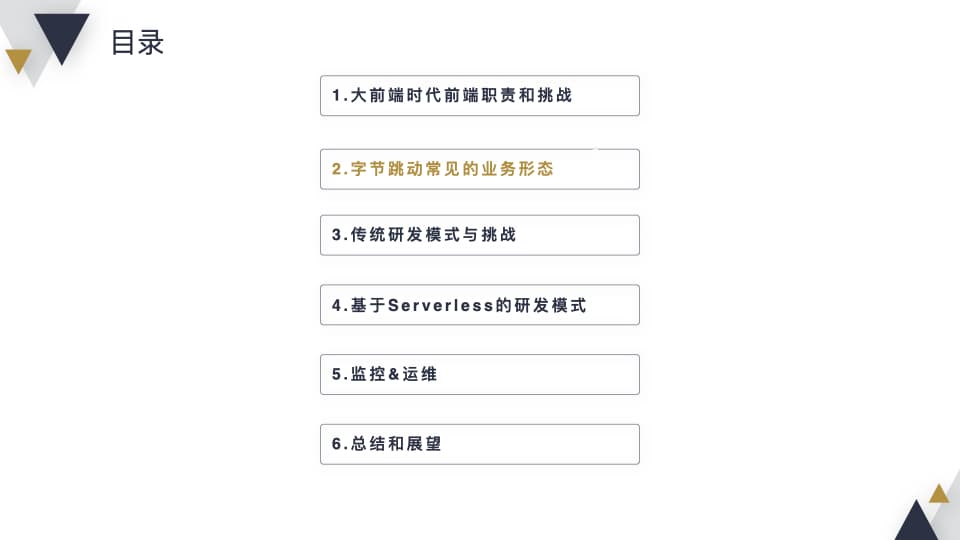 目录
1.大前端时代前端职责和挑战
2.字节跳动常见的业务形态
3.传统研发模式与挑战
4.基于Serverless的研发模式
5.监控&运维
6.总结和展望